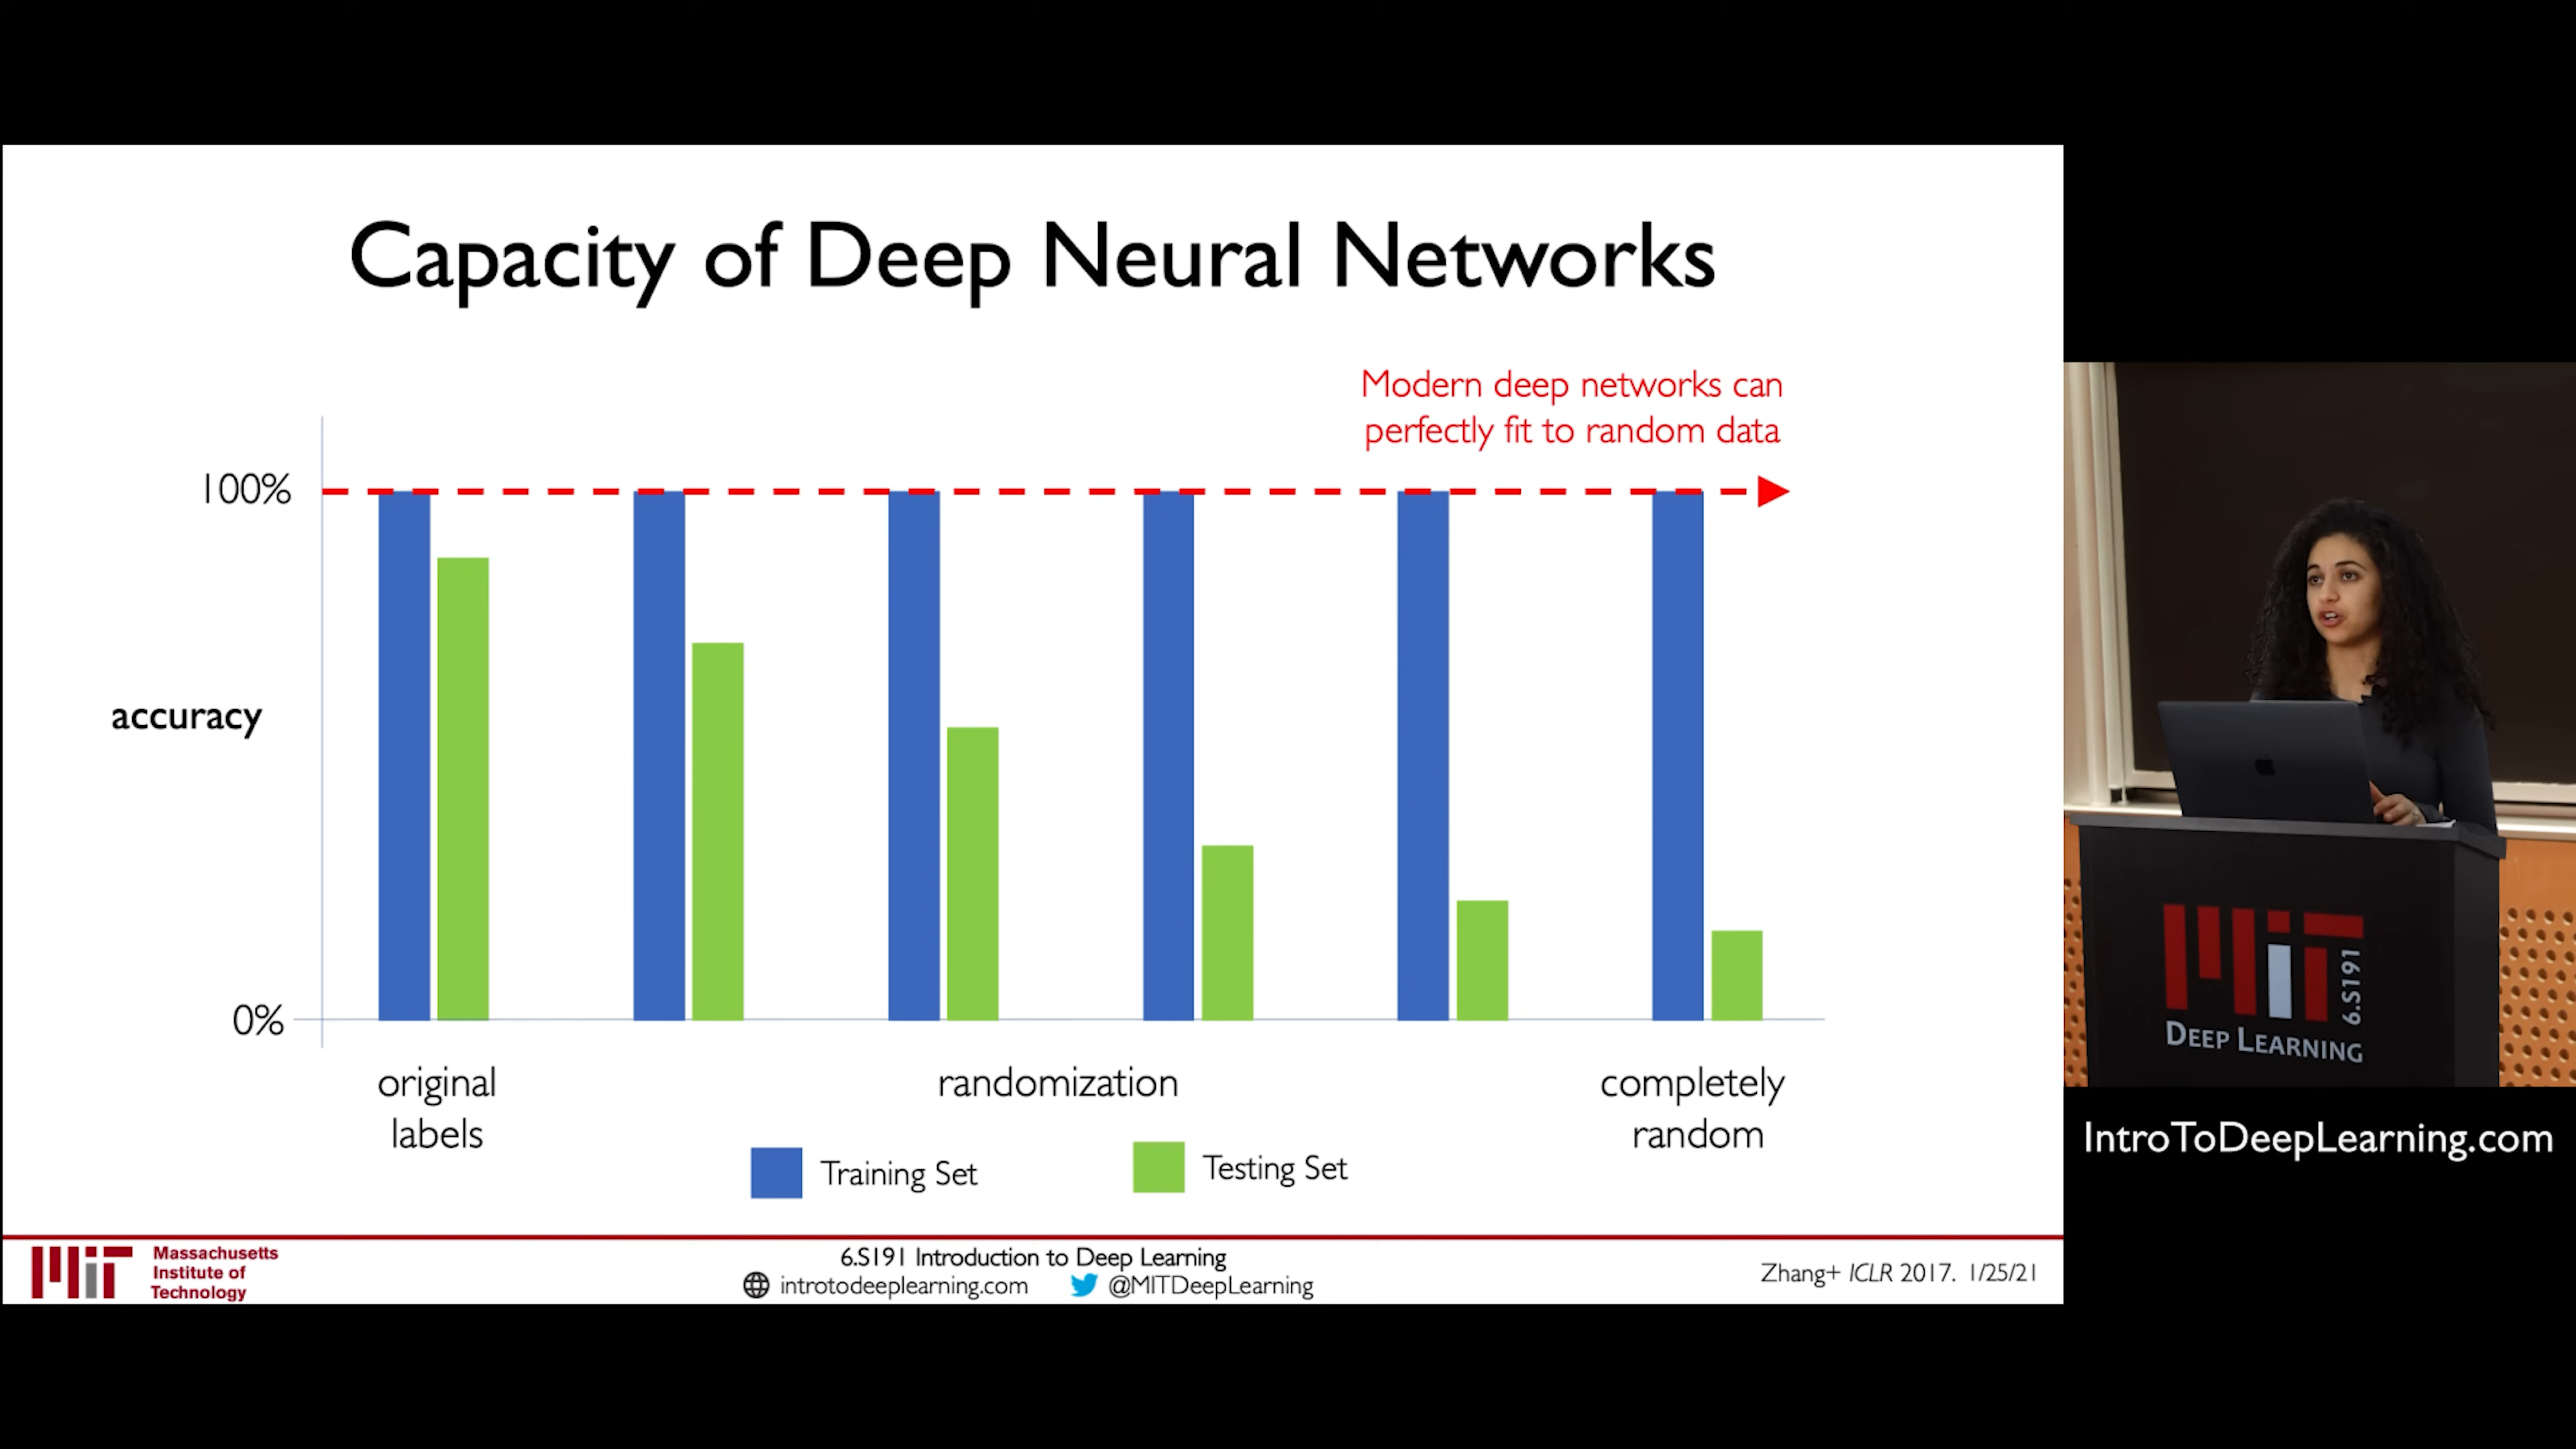 Capacity of Deep Neural Networks
Modern deep networks can
perfectly fit to random data
100%
accuracy
0%
original
labels
randomization
completely
random
Training Set
Testing Set
Massachusetts
Institute of
Technology
6.S191 Introduction to Deep Learning
introtodeeplearning.com
@MITDeepLearning
Zhang+ ICLR 2017. 1/25/21
MIT
6.S191
DEEP LEARNING
IntroToDeepLearning.com